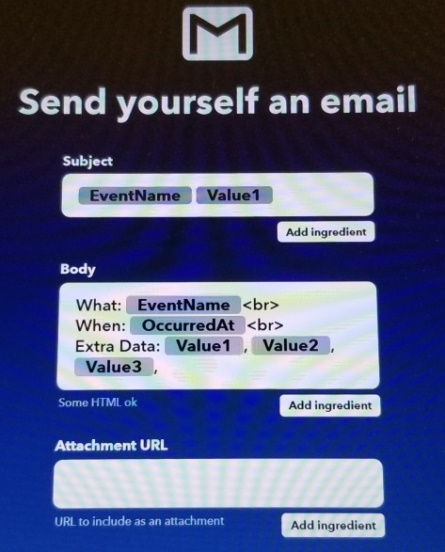 Send yourself an email
Subject
EventName Value1
Add ingredient
Body
What: EventName <br>
When: OccurredAt <br>
Extra Data: Value1 , Value2 ,
Value3 ,
Some HTML ok
Add ingredient
Attachment URL
URL to include as an attachment
Add ingredient